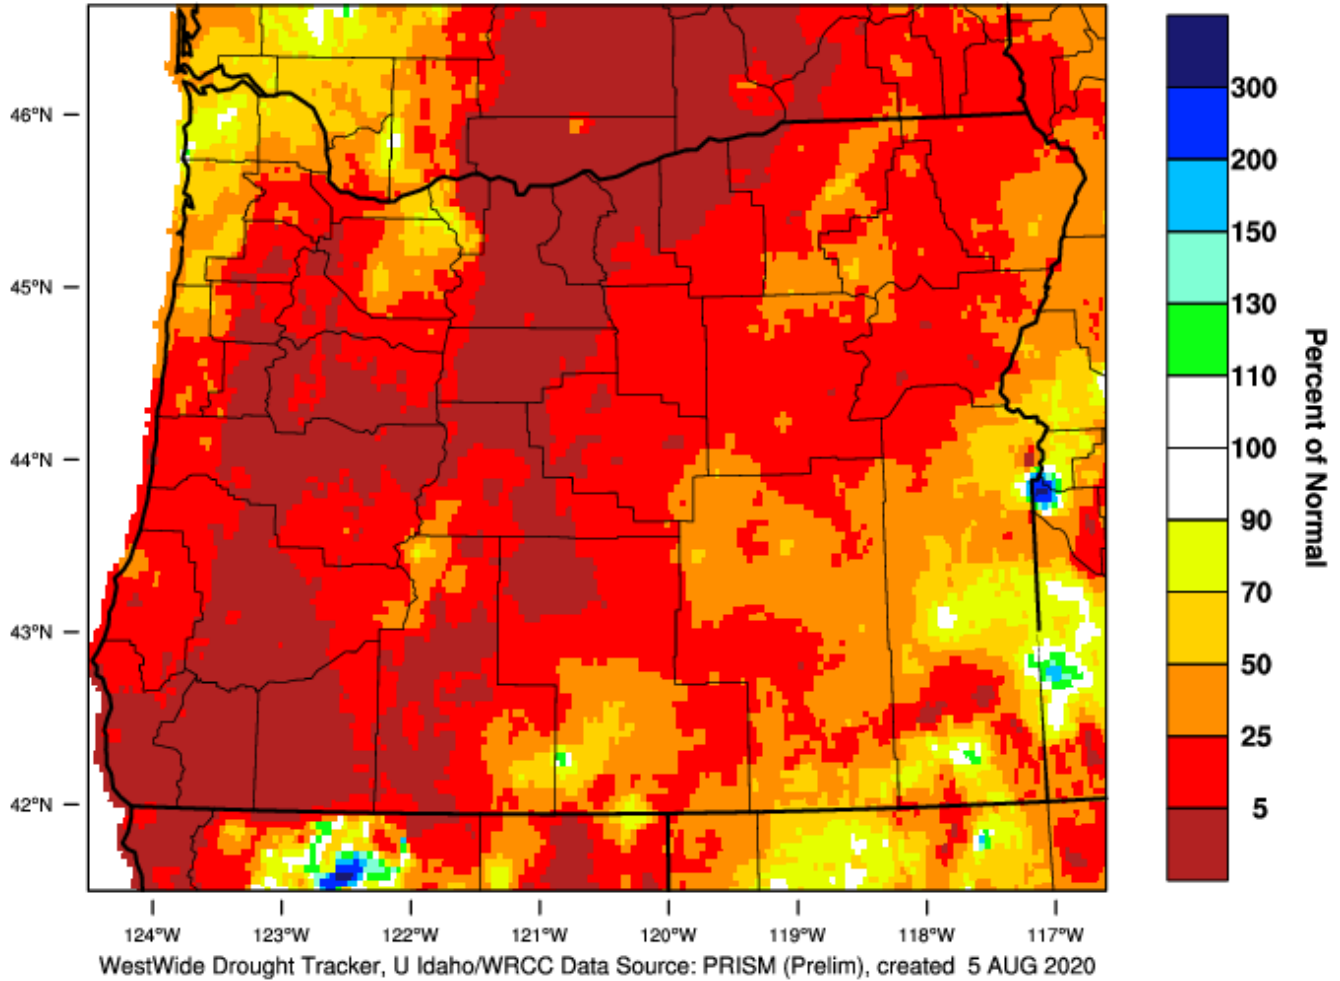 46°N
45°N
44°N
43°N
42°N
124°W 123°W 122°W 121°W 120°W 119°W 118°W 117°W
300
200
150
130
110
100
90
70
50
25
5
Percent of Normal
WestWide Drought Tracker, U Idaho/WRCC Data Source: PRISM (Prelim), created 5 AUG 2020